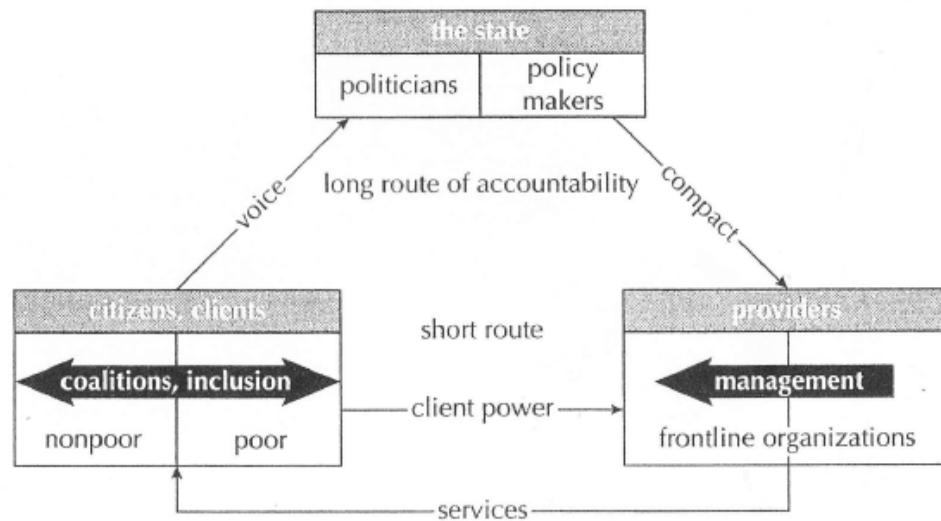 the state
politicians
policy
makers
voice
long route of accountability
compact
citizens, clients
providers
short route
coalitions, inclusion
management
client power
nonpoor
poor
frontline organizations
services